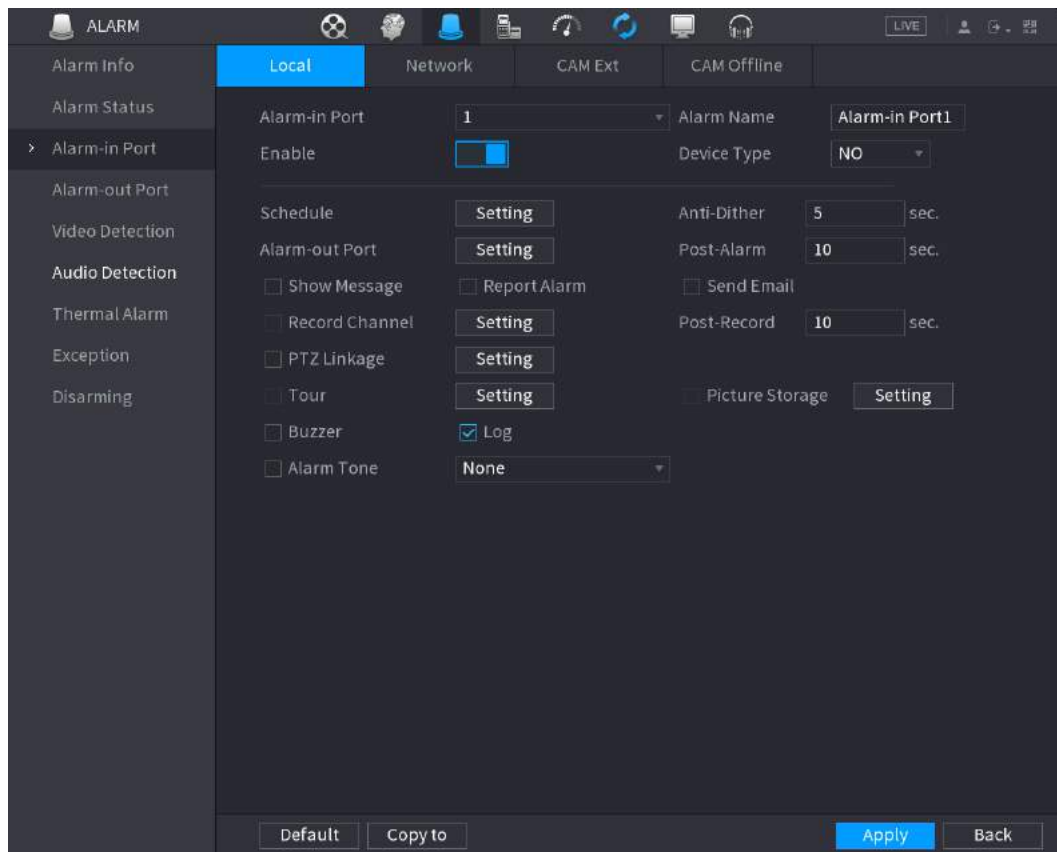 ALARM
LIVE
Alarm Info
Alarm Status
Alarm-in Port
Alarm-out Port
Video Detection
Audio Detection
Thermal Alarm
Exception
Disarming
Local Network CAM Ext CAM Offline
Alarm-in Port 1 Alarm Name Alarm-in Port1
Enable Device Type NO
Schedule Setting Anti-Dither 5 sec.
Alarm-out Port Setting Post-Alarm 10 sec.
Show Message Report Alarm Send Email
Record Channel Setting Post-Record 10 sec.
PTZ Linkage Setting
Tour Setting Picture Storage Setting
Buzzer Log
Alarm Tone None
Default Copy to Apply Back